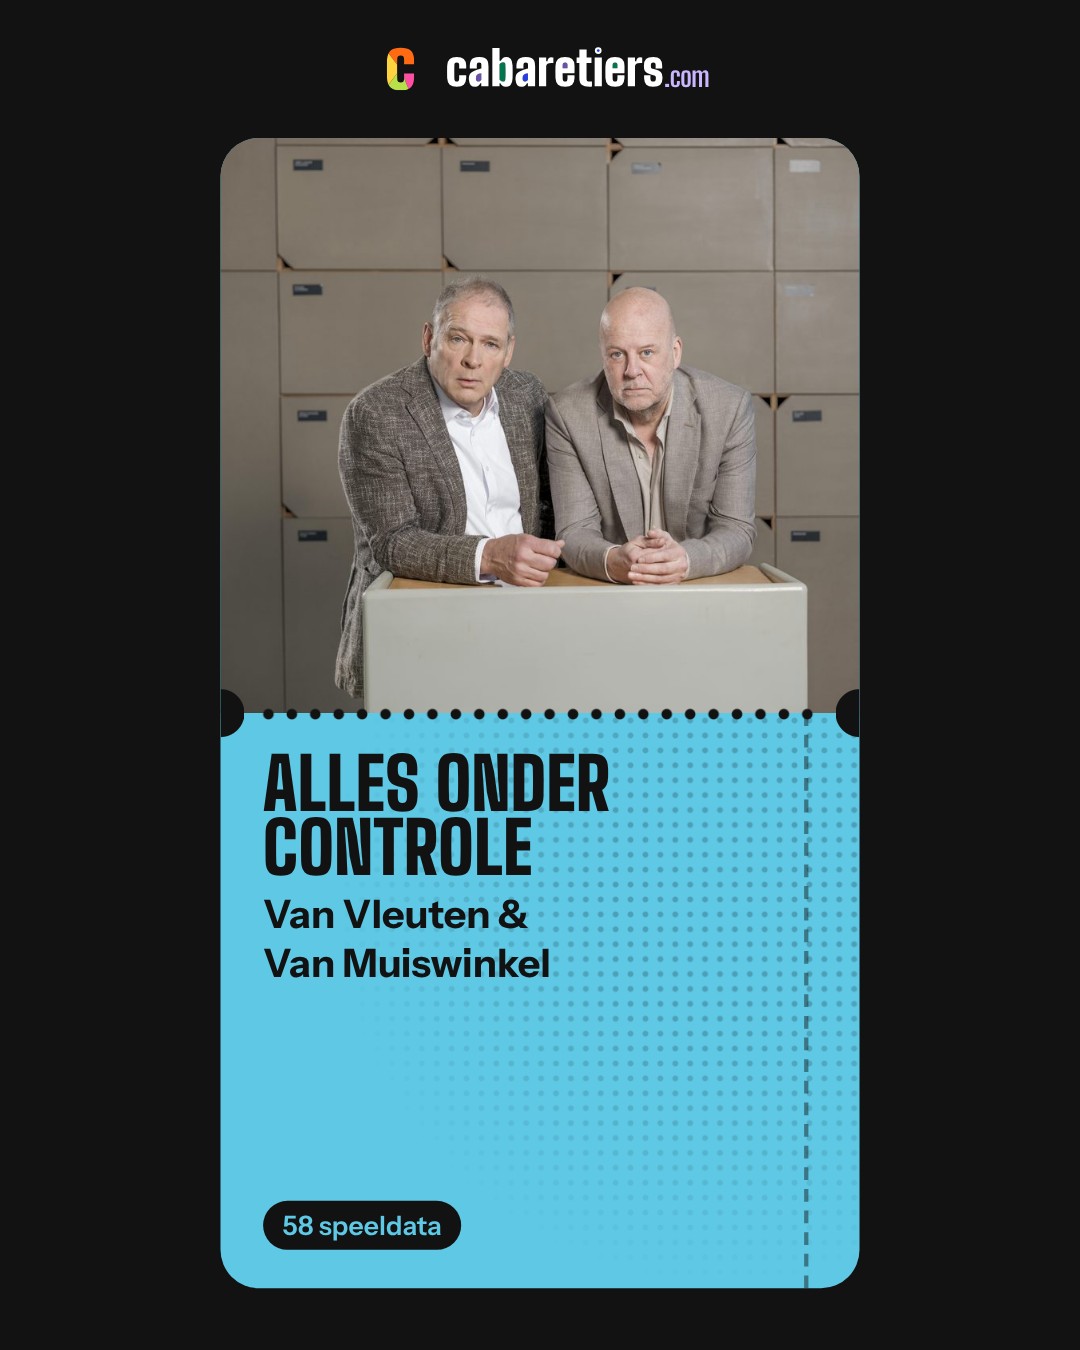 cabaretiers.com
ALLES ONDER
CONTROLE
Van Vleuten &
Van Muiswinkel
58 speeldata